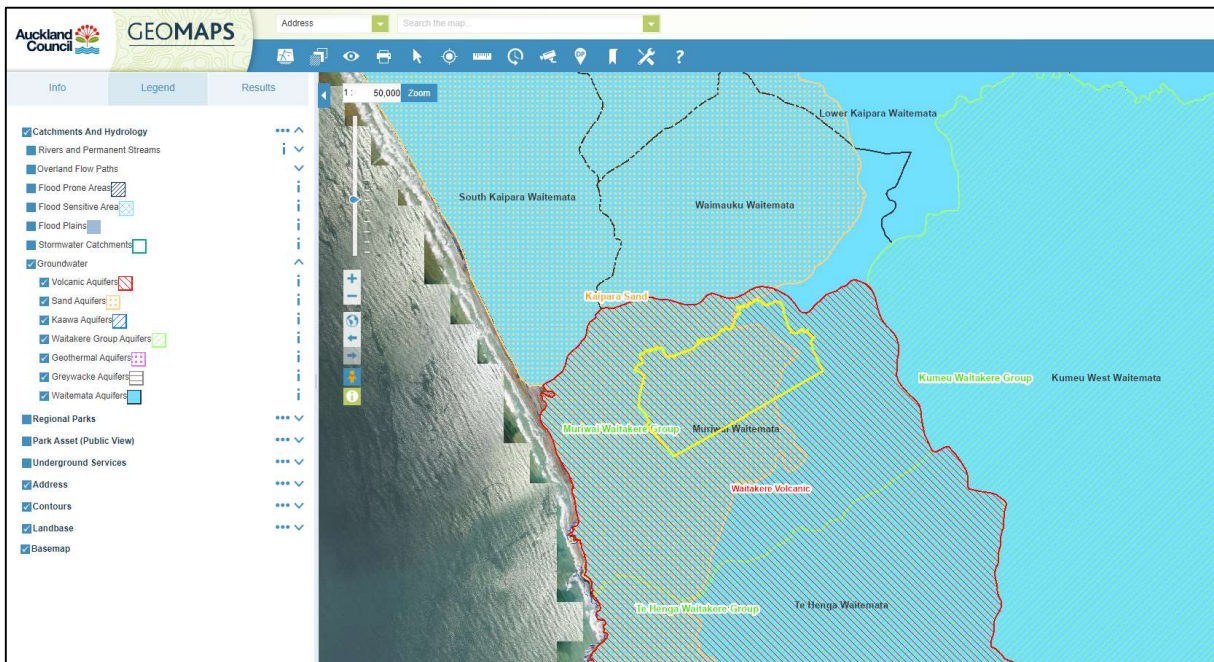 Auckland
Council
GEOMAPS
Address
Search the map...
Info
Legend
Results
1 :
50,000
Zoom
Catchments And Hydrology
Rivers and Permanent Streams
Overland Flow Paths
Flood Prone Areas
Flood Sensitive Area
Flood Plains
Stormwater Catchments
Groundwater
Volcanic Aquifers
Sand Aquifers
Kaawa Aquifers
Waitakere Group Aquifers
Geothermal Aquifers
Greywacke Aquifers
Waitemata Aquifers
Regional Parks
Park Asset (Public View)
Underground Services
Address
Contours
Landbase
Basemap
Lower Kaipara Waitemata
South Kaipara Waitemata
Waimauku Waitemata
Kaipara Sand
Kumeu Waitakere Group
Kumeu West Waitemata
Muriwai Waitakere Group
Muriwai Waitemata
Waitakere Volcanic
Te Henga Waitakere Group
Te Henga Waitemata
DP
?